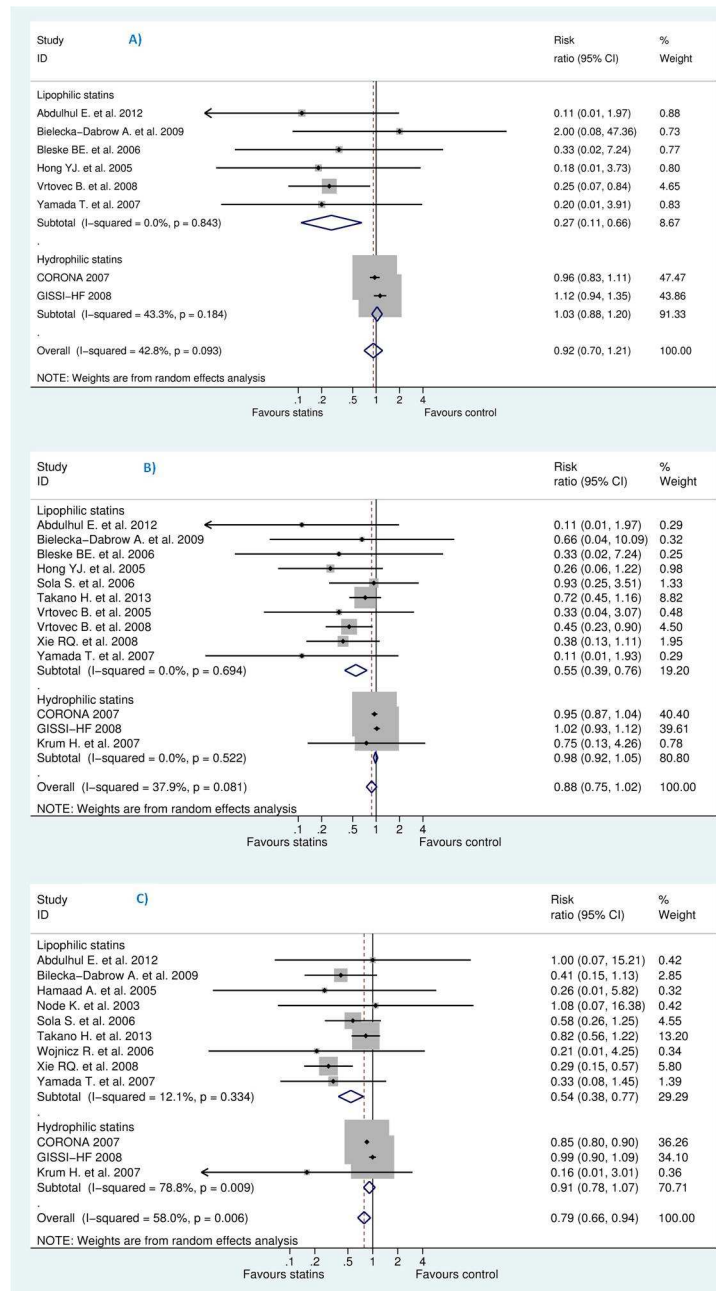 Study A) Risk %
ID ratio (95% CI) Weight
Lipophilic statins
Abdulhul E. et al. 2012 0.11 (0.01, 1.97) 0.88
Bielecka−Dabrow A. et al. 2009 2.00 (0.08, 47.36) 0.73
Bleske BE. et al. 2006 0.33 (0.02, 7.24) 0.77
Hong YJ. et al. 2005 0.18 (0.01, 3.73) 0.80
Vrtovec B. et al. 2008 0.25 (0.07, 0.84) 4.65
Yamada T. et al. 2007 0.20 (0.01, 3.91) 0.83
Subtotal (I−squared = 0.0%, p = 0.843) 0.27 (0.11, 0.66) 8.67
.
Hydrophilic statins
CORONA 2007 0.96 (0.83, 1.11) 47.47
GISSI−HF 2008 1.12 (0.94, 1.35) 43.86
Subtotal (I−squared = 43.3%, p = 0.184) 1.03 (0.88, 1.20) 91.33
.
Overall (I−squared = 42.8%, p = 0.093) 0.92 (0.70, 1.21) 100.00
NOTE: Weights are from random effects analysis
.1 .2 .5 1 2 4
Favours statins Favours control
Study B) Risk %
ID ratio (95% CI) Weight
Lipophilic statins
Abdulhul E. et al. 2012 0.11 (0.01, 1.97) 0.29
Bielecka−Dabrow A. et al. 2009 0.66 (0.04, 10.09) 0.32
Bleske BE. et al. 2006 0.33 (0.02, 7.24) 0.25
Hong YJ. et al. 2005 0.26 (0.06, 1.22) 0.98
Sola S. et al. 2006 0.93 (0.25, 3.51) 1.33
Takano H. et al. 2013 0.72 (0.45, 1.16) 8.82
Vrtovec B. et al. 2005 0.33 (0.04, 3.07) 0.48
Vrtovec B. et al. 2008 0.45 (0.23, 0.90) 4.50
Xie RQ. et al. 2008 0.38 (0.13, 1.11) 1.95
Yamada T. et al. 2007 0.11 (0.01, 1.93) 0.29
Subtotal (I−squared = 0.0%, p = 0.694) 0.55 (0.39, 0.76) 19.20
.
Hydrophilic statins
CORONA 2007 0.95 (0.87, 1.04) 40.40
GISSI−HF 2008 1.02 (0.93, 1.12) 39.61
Krum H. et al. 2007 0.75 (0.13, 4.26) 0.78
Subtotal (I−squared = 0.0%, p = 0.522) 0.98 (0.92, 1.05) 80.80
.
Overall (I−squared = 37.9%, p = 0.081) 0.88 (0.75, 1.02) 100.00
NOTE: Weights are from random effects analysis
.1 .2 .5 1 2 4
Favours statins Favours control
Study C) Risk %
ID ratio (95% CI) Weight
Lipophilic statins
Abdulhul E. et al. 2012 1.00 (0.07, 15.21) 0.42
Bilecka−Dabrow A. et al. 2009 0.41 (0.15, 1.13) 2.85
Hamaad A. et al. 2005 0.26 (0.01, 5.82) 0.32
Node K. et al. 2003 1.08 (0.07, 16.38) 0.42
Sola S. et al. 2006 0.58 (0.26, 1.25) 4.55
Takano H. et al. 2013 0.82 (0.56, 1.22) 13.20
Wojnicz R. et al. 2006 0.21 (0.01, 4.25) 0.34
Xie RQ. et al. 2008 0.29 (0.15, 0.57) 5.80
Yamada T. et al. 2007 0.33 (0.08, 1.45) 1.39
Subtotal (I−squared = 12.1%, p = 0.334) 0.54 (0.38, 0.77) 29.29
.
Hydrophilic statins
CORONA 2007 0.85 (0.80, 0.90) 36.26
GISSI−HF 2008 0.99 (0.90, 1.09) 34.10
Krum H. et al. 2007 0.16 (0.01, 3.01) 0.36
Subtotal (I−squared = 78.8%, p = 0.009) 0.91 (0.78, 1.07) 70.71
.
Overall (I−squared = 58.0%, p = 0.006) 0.79 (0.66, 0.94) 100.00
NOTE: Weights are from random effects analysis
.1 .2 .5 1 2 4
Favours statins Favours control